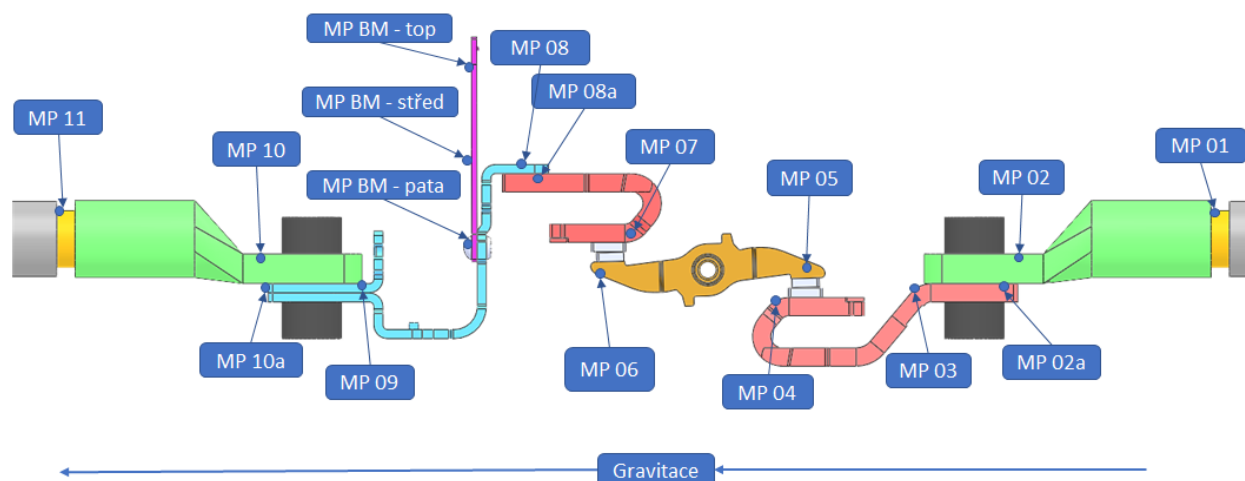 MP BM - top
MP 08
MP 08a
MP BM - střed
MP 11
MP 10
MP 07
MP 05
MP 02
MP 01
MP BM - pata
MP 10a
MP 09
MP 06
MP 04
MP 03
MP 02a
Gravitace